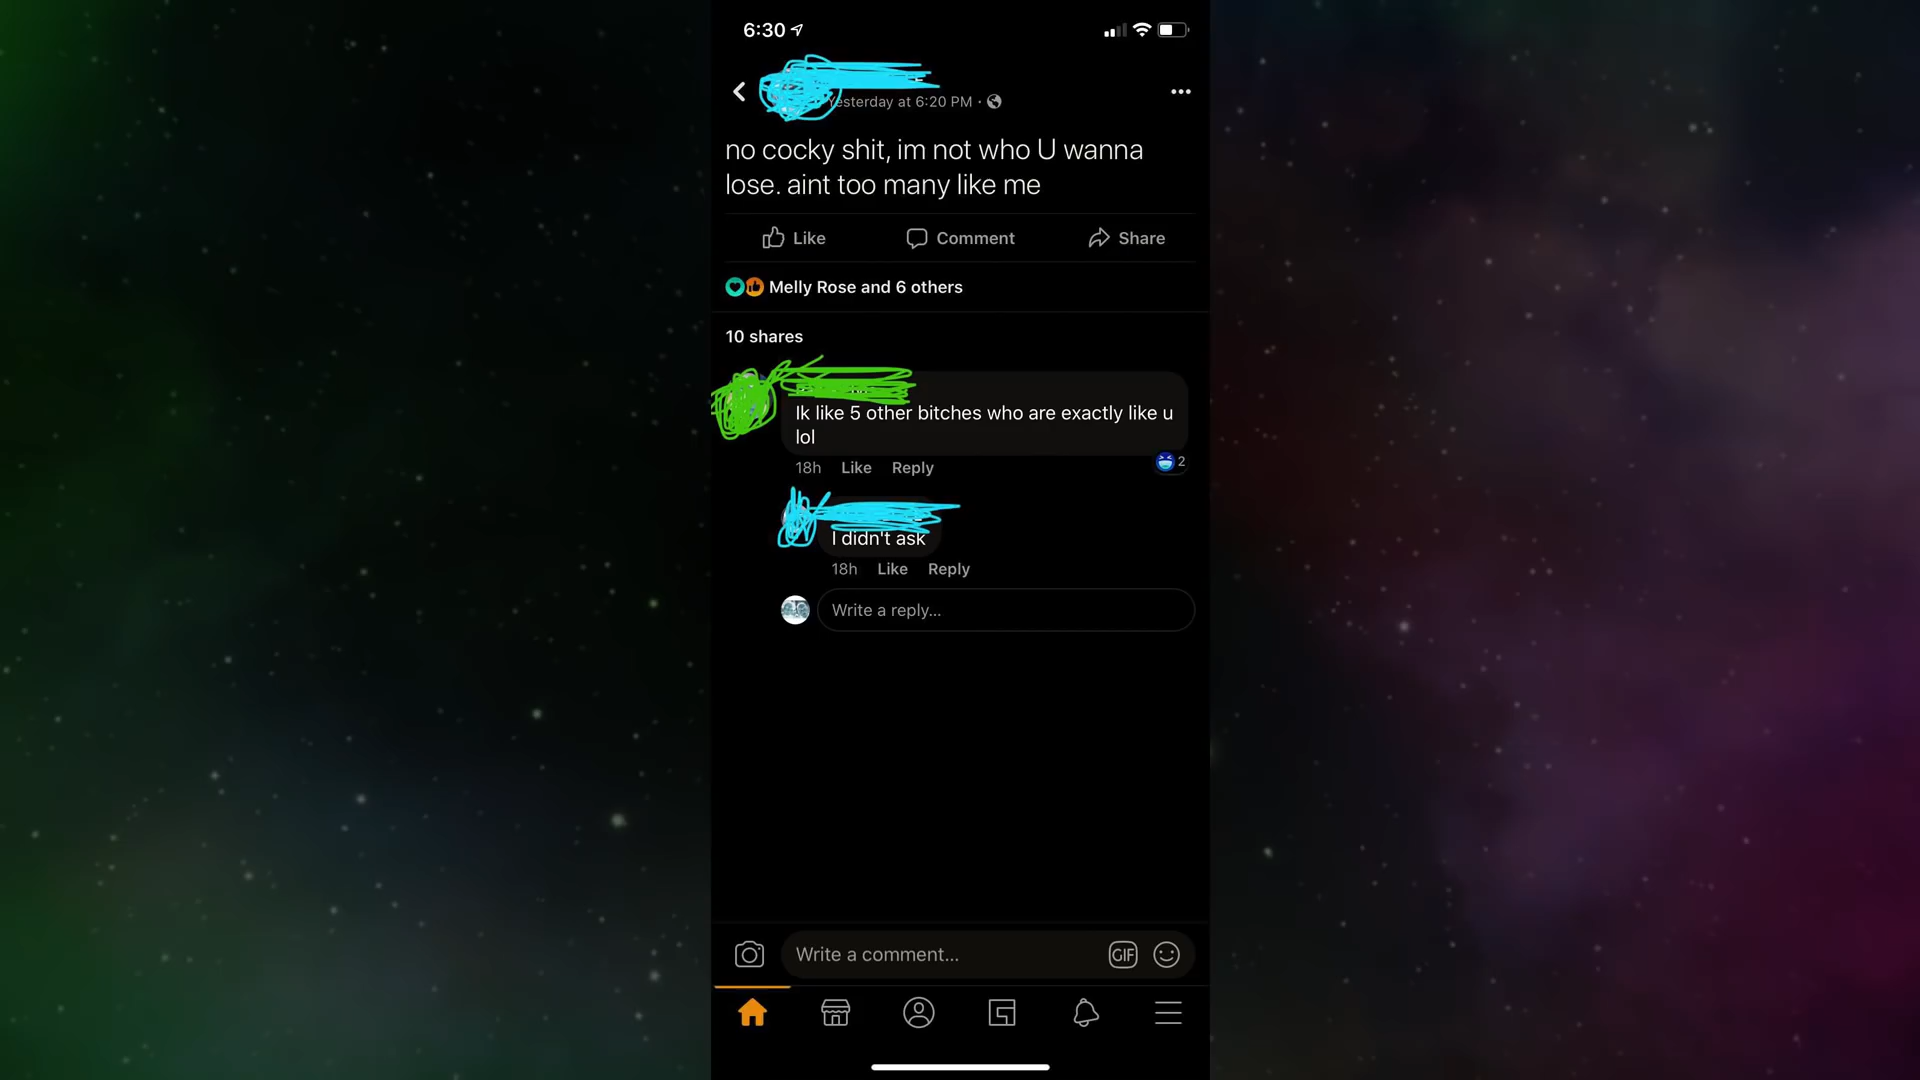 6:30
Yesterday at 6:20 PM ·
no cocky shit, im not who U wanna
lose. aint too many like me
Like Comment Share
Melly Rose and 6 others
10 shares
Ik like 5 other bitches who are exactly like u
lol
18h Like Reply 2
I didn't ask
18h Like Reply
Write a reply...
Write a comment... GIF